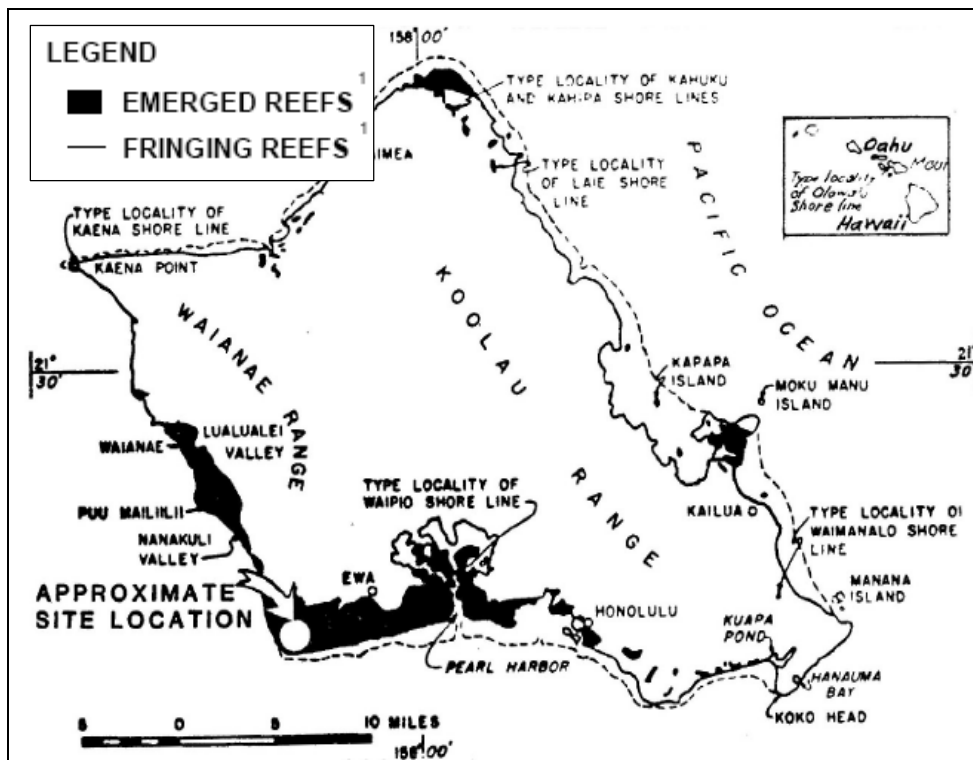 LEGEND
EMERGED REEFS 1
FRINGING REEFS 1
158 00'
TYPE LOCALITY OF KAHUKU
AND KAHIPA SHORE LINES
IMEA
TYPE LOCALITY
OF LAIE SHORE
LINE
PACIFIC OCEAN
Oahu
Maui
Type locality
of Olowalu
Shore line
Hawaii
TYPE LOCALITY OF
KAENA SHORE LINE
KAENA POINT
WAIANAE RANGE
KOOLAU RANGE
21°
30'
21°
30'
KAPAPA
ISLAND
MOKU MANU
ISLAND
WAIANAE
LUALUALEI
VALLEY
PUU MAILIILII
NANAKULI
VALLEY
TYPE LOCALITY OF
WAIPIO SHORE LINE
KAILUA
TYPE LOCALITY OF
WAIMANALO SHORE
LINE
MANANA
ISLAND
APPROXIMATE
SITE LOCATION
EWA
HONOLULU
KUAPA
POND
PEARL HARBOR
HANAUMA
BAY
KOKO HEAD
5 0 5 10 MILES
158°00'